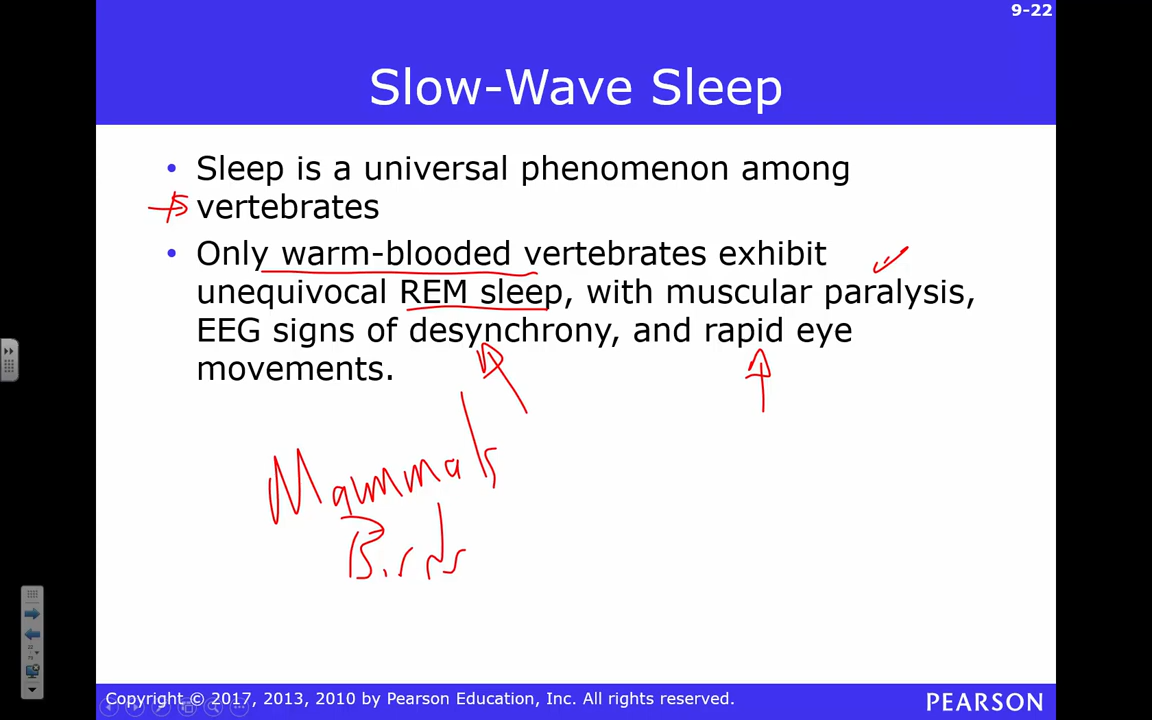 9-22
Slow-Wave Sleep
• Sleep is a universal phenomenon among
vertebrates
• Only warm-blooded vertebrates exhibit
unequivocal REM sleep, with muscular paralysis,
EEG signs of desynchrony, and rapid eye
movements.
Mammals
Birds
Copyright © 2017, 2013, 2010 by Pearson Education, Inc. All rights reserved.
PEARSON